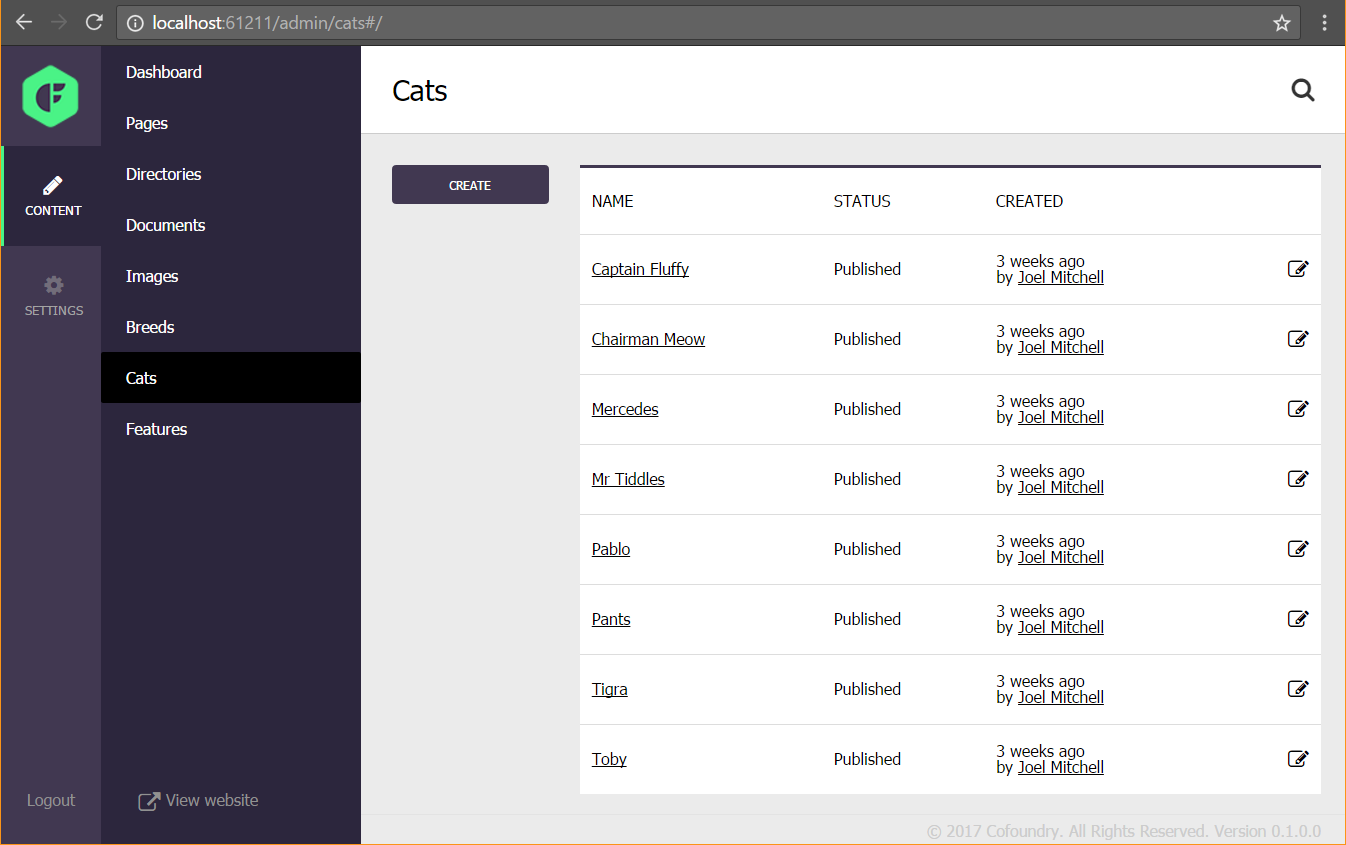 localhost:61211/admin/cats#/
Dashboard
Pages
Directories
Documents
Images
Breeds
Cats
Features
CONTENT
SETTINGS
Logout
View website
Cats
CREATE
NAME STATUS CREATED
Captain Fluffy Published 3 weeks ago
by Joel Mitchell
Chairman Meow Published 3 weeks ago
by Joel Mitchell
Mercedes Published 3 weeks ago
by Joel Mitchell
Mr Tiddles Published 3 weeks ago
by Joel Mitchell
Pablo Published 3 weeks ago
by Joel Mitchell
Pants Published 3 weeks ago
by Joel Mitchell
Tigra Published 3 weeks ago
by Joel Mitchell
Toby Published 3 weeks ago
by Joel Mitchell
© 2017 Cofoundry. All Rights Reserved. Version 0.1.0.0